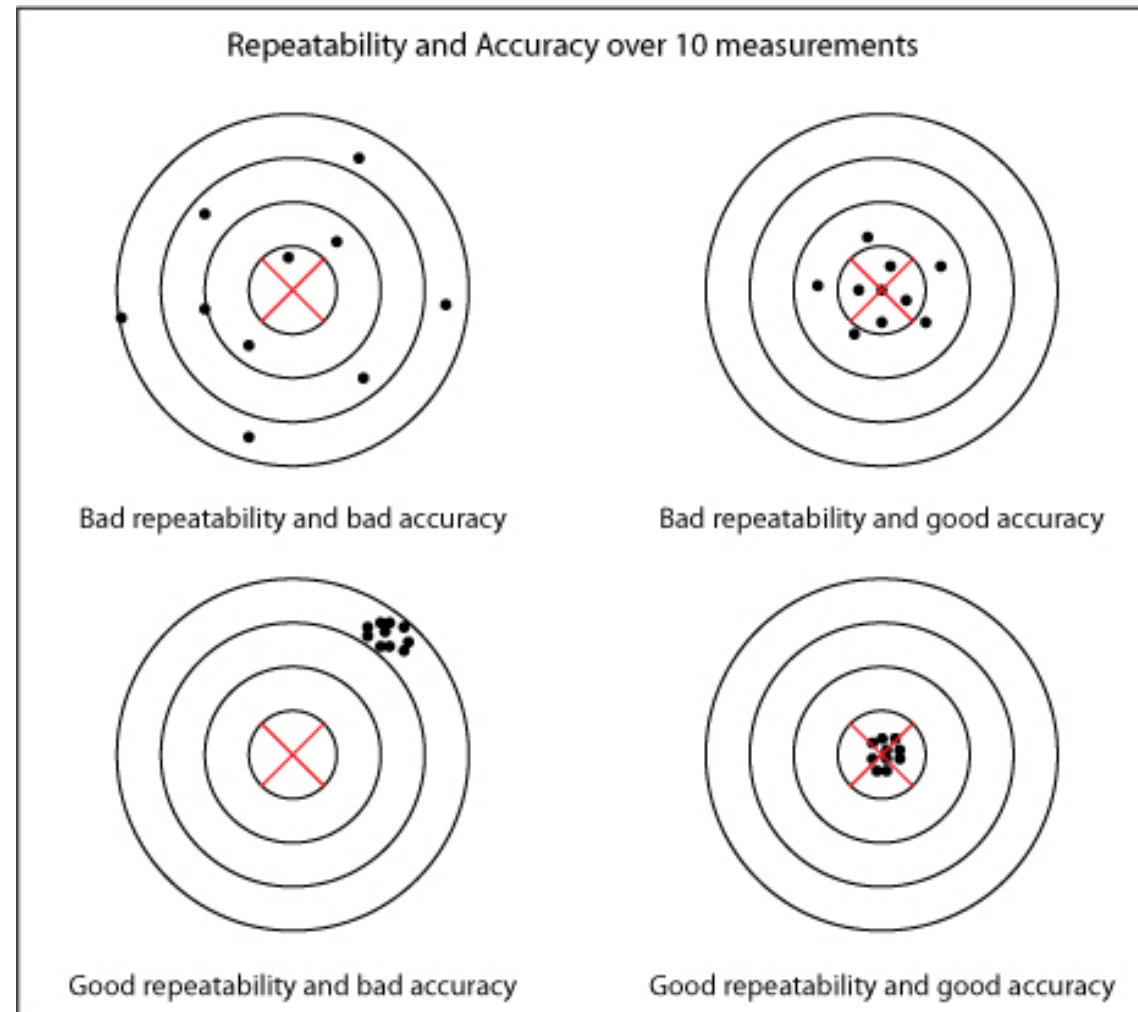 Repeatability and Accuracy over 10 measurements
Bad repeatability and bad accuracy
Bad repeatability and good accuracy
Good repeatability and bad accuracy
Good repeatability and good accuracy